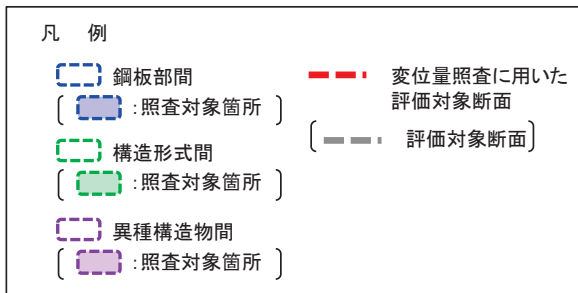 凡 例
鋼板部間
( :照査対象箇所 )
構造形式間
( :照査対象箇所 )
異種構造物間
( :照査対象箇所 )
変位量照査に用いた
評価対象断面
( 評価対象断面 )